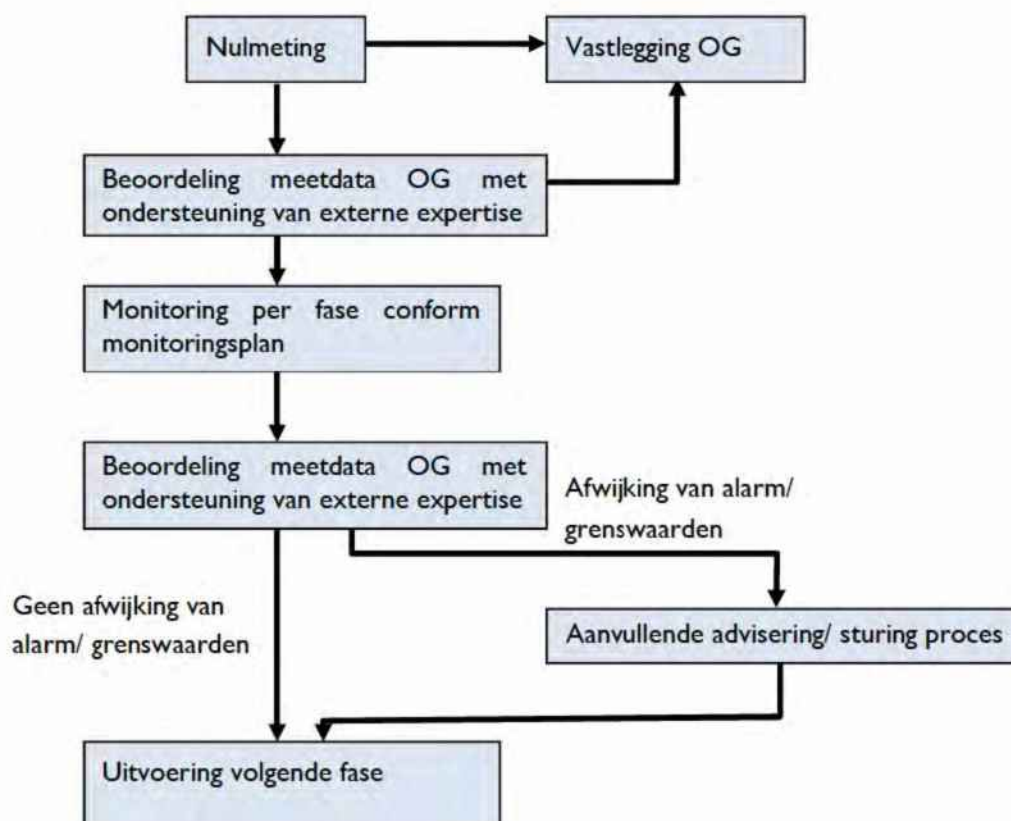 Nulmeting
Vastlegging OG
Beoordeling meetdata OG met
ondersteuning van externe expertise
Monitoring per fase conform
monitoringsplan
Beoordeling meetdata OG met
ondersteuning van externe expertise
Afwijking van alarm/
grenswaarden
Geen afwijking van
alarm/ grenswaarden
Aanvullende advisering/ sturing proces
Uitvoering volgende fase